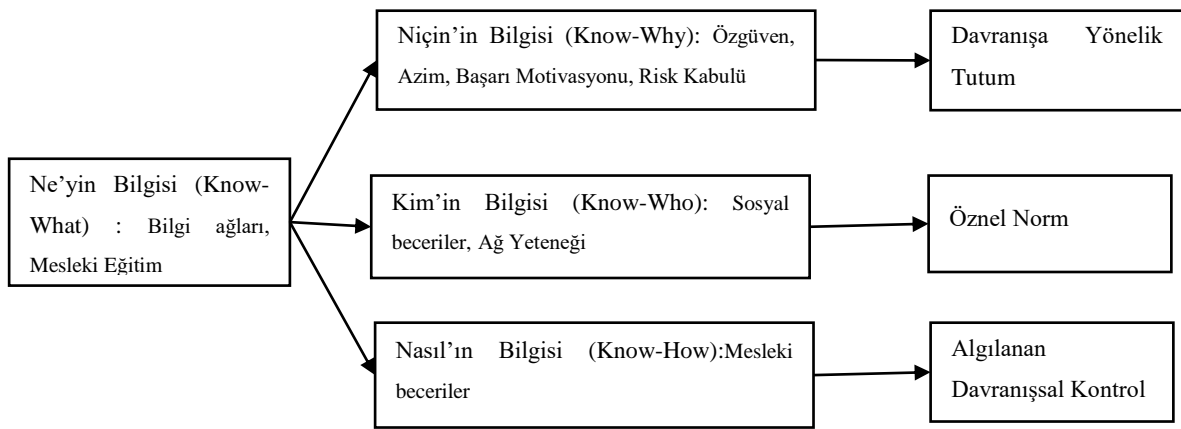 Niçin’in Bilgisi (Know-Why): Özgüven,
Azim, Başarı Motivasyonu, Risk Kabulü
Davranışa Yönelik
Tutum
Ne’yin Bilgisi (Know-
What) : Bilgi ağları,
Mesleki Eğitim
Kim’in Bilgisi (Know-Who): Sosyal
beceriler, Ağ Yeteneği
Öznel Norm
Nasıl’ın Bilgisi (Know-How):Mesleki
beceriler
Algılanan
Davranışsal Kontrol